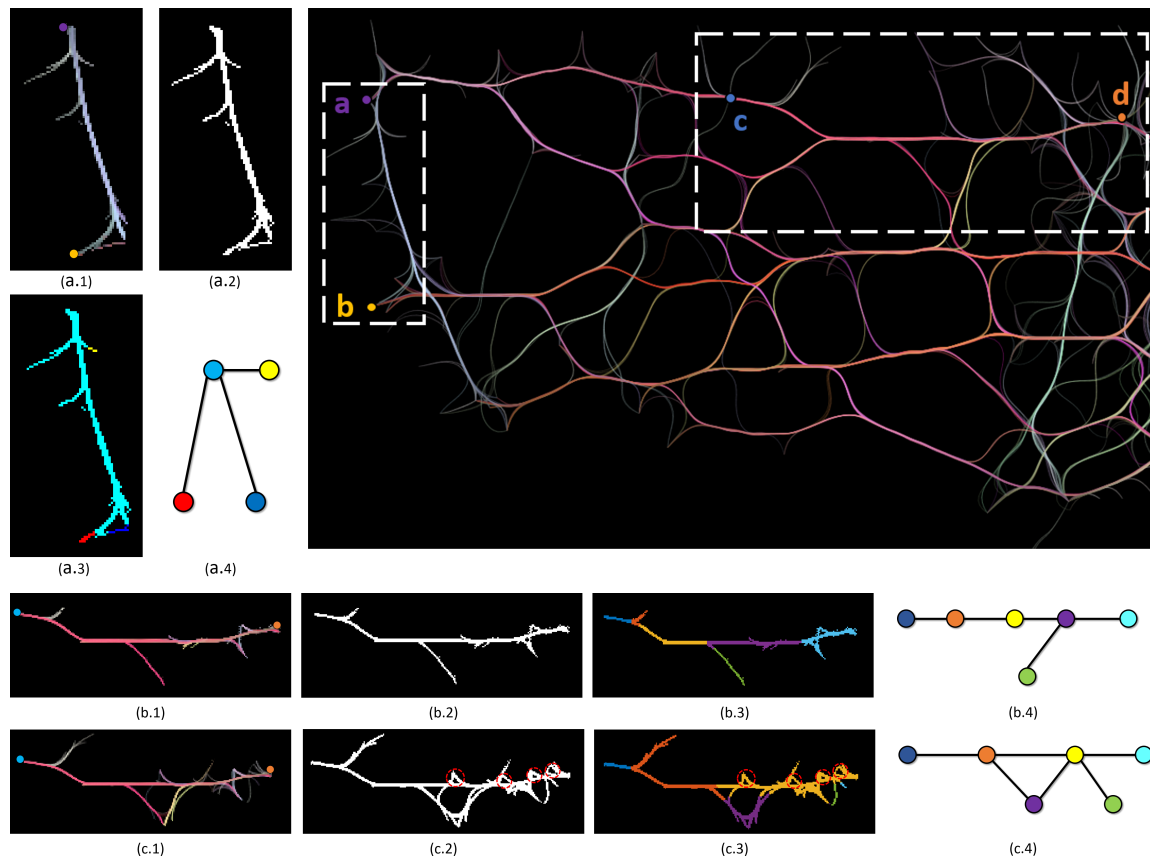 a
c
d
b
(a.1)
(a.2)
(a.3)
(a.4)
(b.1)
(b.2)
(b.3)
(b.4)
(c.1)
(c.2)
(c.3)
(c.4)